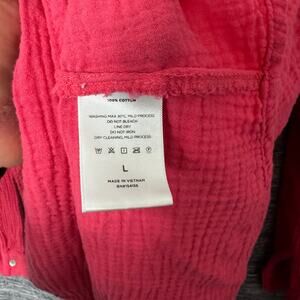 100% COTTON
WASHING MAX 30°C, MILD PROCESS
DO NOT BLEACH
LINE DRY
DO NOT IRON
DRY CLEANING, MILD PROCESS
L
MADE IN VIETNAM